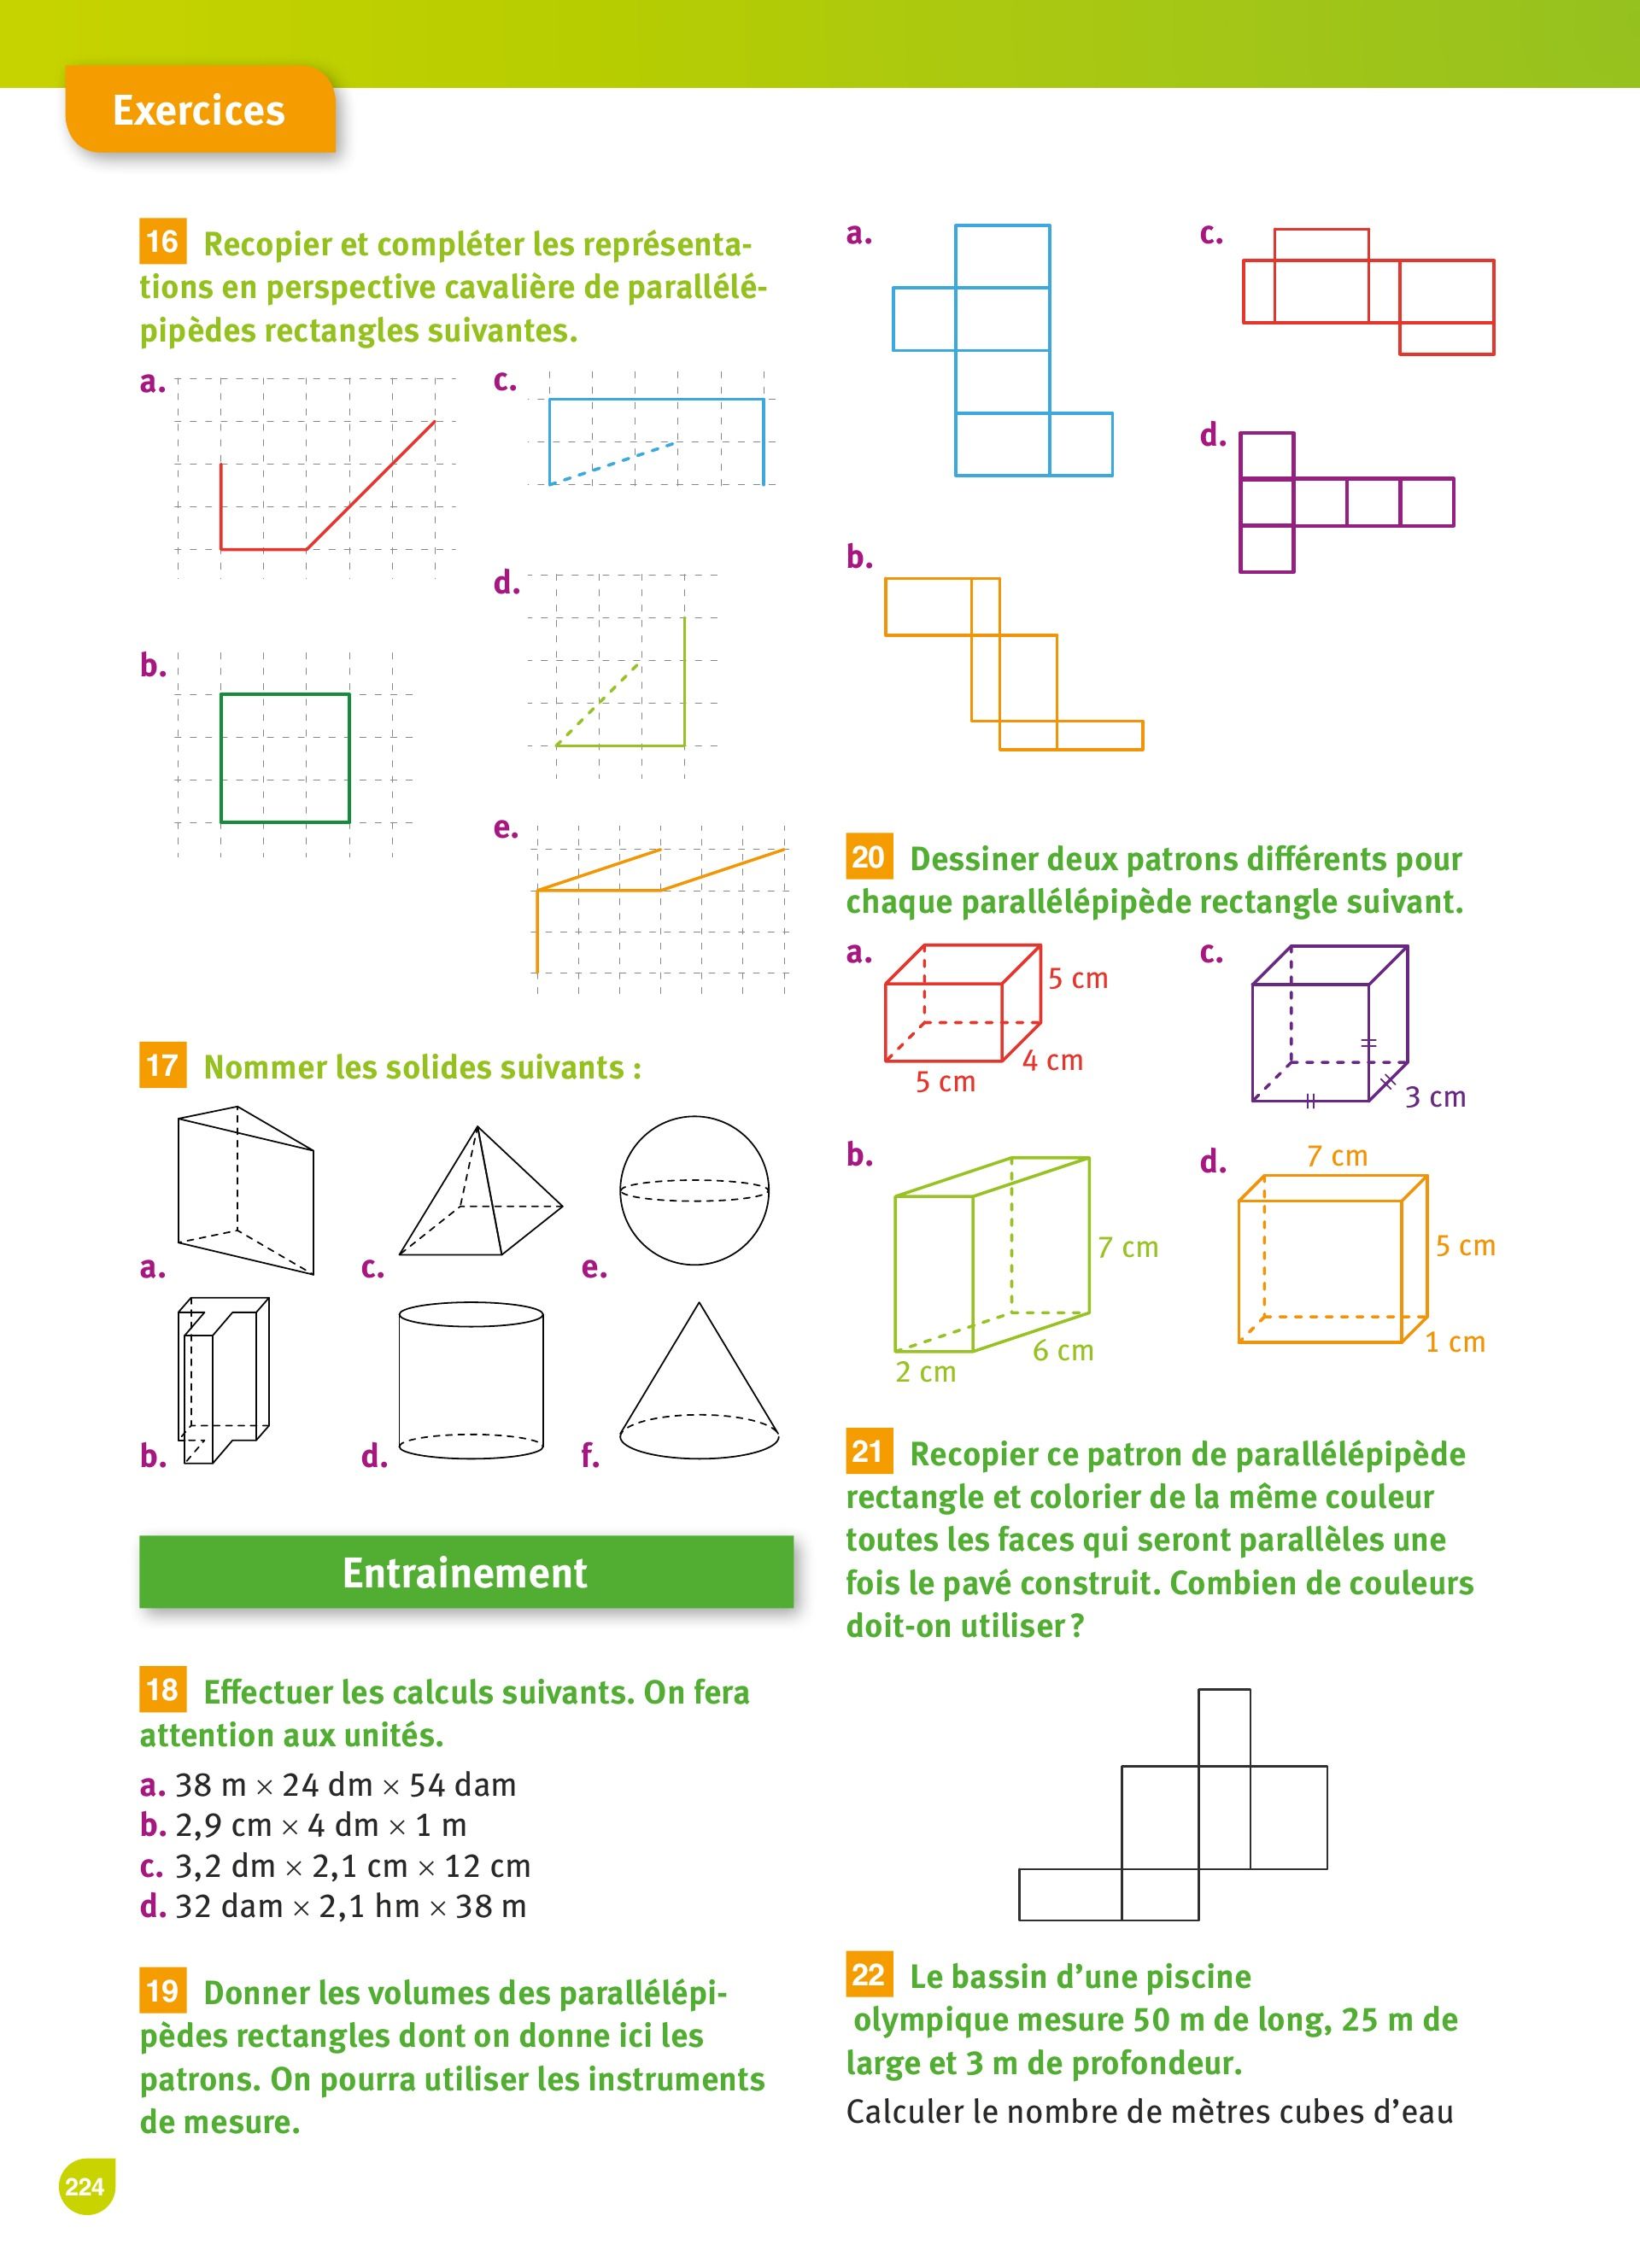 Exercices
16 Recopier et compléter les représenta-
tions en perspective cavalière de parallélé-
pipèdes rectangles suivantes.
a.
c.
d.
b.
e.
17 Nommer les solides suivants :
a.
c.
e.
b.
d.
f.
Entrainement
18 Effectuer les calculs suivants. On fera
attention aux unités.
a. 38 m × 24 dm × 54 dam
b. 2,9 cm × 4 dm × 1 m
c. 3,2 dm × 2,1 cm × 12 cm
d. 32 dam × 2,1 hm × 38 m
19 Donner les volumes des parallélépi-
pèdes rectangles dont on donne ici les
patrons. On pourra utiliser les instruments
de mesure.
a.
c.
d.
b.
20 Dessiner deux patrons différents pour
chaque parallélépipède rectangle suivant.
a.
5 cm
4 cm
5 cm
c.
3 cm
b.
7 cm
6 cm
2 cm
d.
7 cm
5 cm
1 cm
21 Recopier ce patron de parallélépipède
rectangle et colorier de la même couleur
toutes les faces qui seront parallèles une
fois le pavé construit. Combien de couleurs
doit-on utiliser ?
22 Le bassin d’une piscine
olympique mesure 50 m de long, 25 m de
large et 3 m de profondeur.
Calculer le nombre de mètres cubes d’eau
224